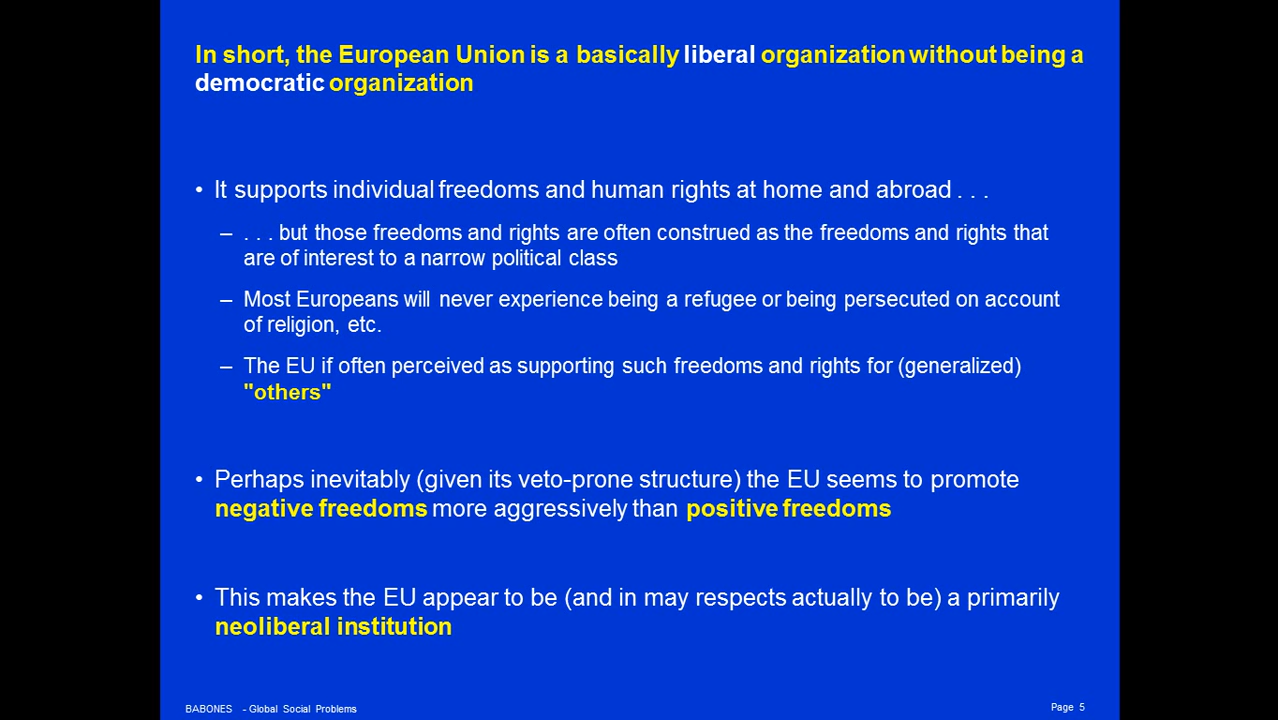 In short, the European Union is a basically liberal organization without being a
democratic organization
• It supports individual freedoms and human rights at home and abroad . . .
– . . . but those freedoms and rights are often construed as the freedoms and rights that
are of interest to a narrow political class
– Most Europeans will never experience being a refugee or being persecuted on account
of religion, etc.
– The EU if often perceived as supporting such freedoms and rights for (generalized)
"others"
• Perhaps inevitably (given its veto-prone structure) the EU seems to promote
negative freedoms more aggressively than positive freedoms
• This makes the EU appear to be (and in may respects actually to be) a primarily
neoliberal institution
BABONES - Global Social Problems
Page 5